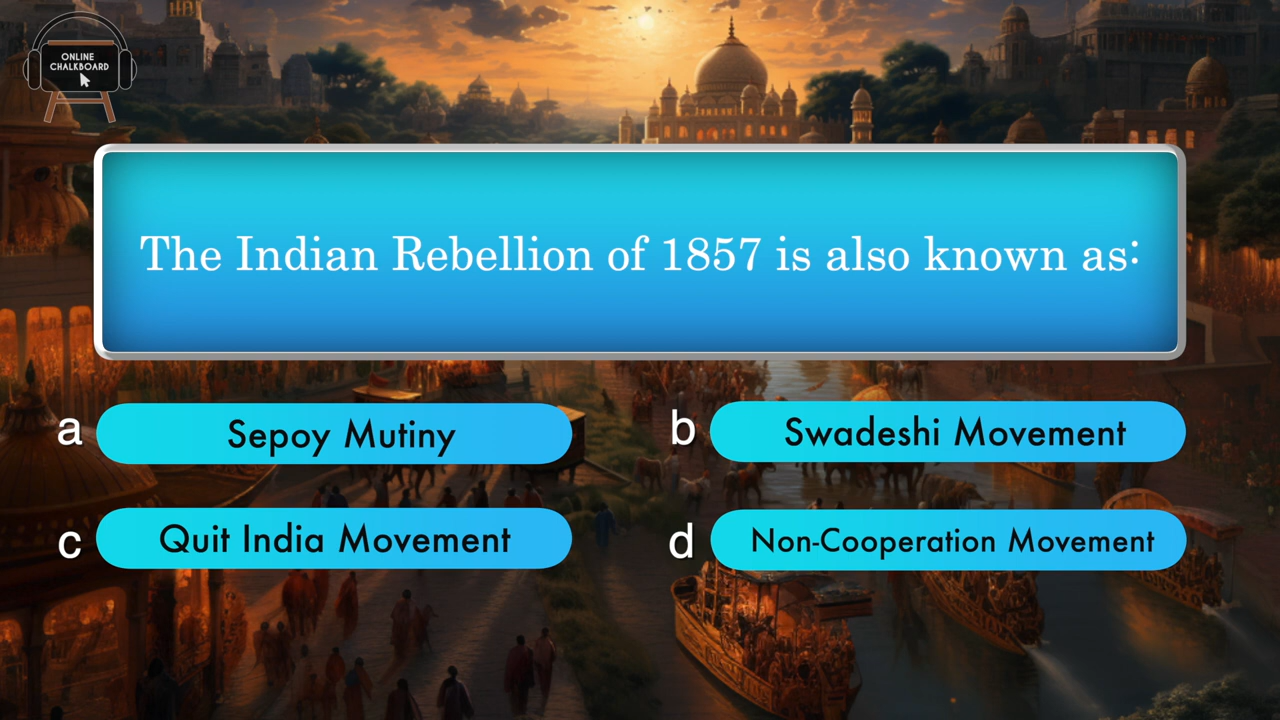 ONLINE
CHALKBOARD
The Indian Rebellion of 1857 is also known as:
a Sepoy Mutiny
b Swadeshi Movement
c Quit India Movement
d Non-Cooperation Movement